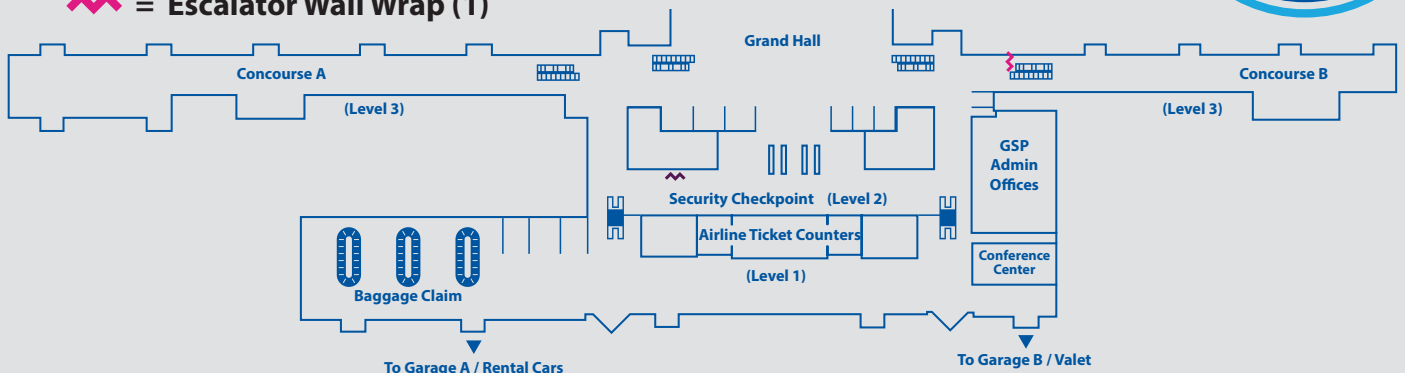 = Escalator Wall Wrap (1)
Grand Hall
Concourse A
Concourse B
(Level 3)
(Level 3)
GSP
Admin
Offices
Security Checkpoint (Level 2)
Airline Ticket Counters
Conference
Center
(Level 1)
Baggage Claim
To Garage A / Rental Cars
To Garage B / Valet